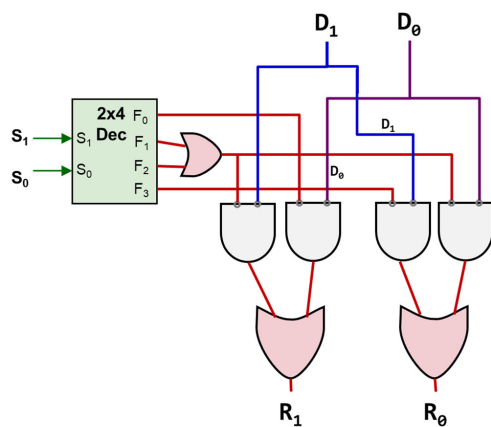 D₁ D₀
2x4
Dec
F₀
F₁
F₂
F₃
S₁ S₁
S₀ S₀
D₁
D₀
R₁ R₀